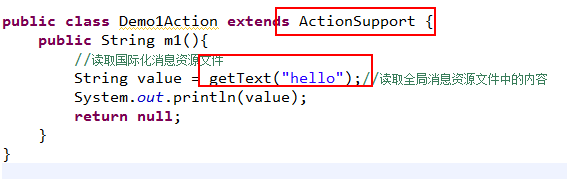 public class Demo1Action extends ActionSupport {
public String m1(){
//读取国际化消息资源文件
String value = getText("hello");//读取全局消息资源文件中的内容
System.out.println(value);
return null;
}
}